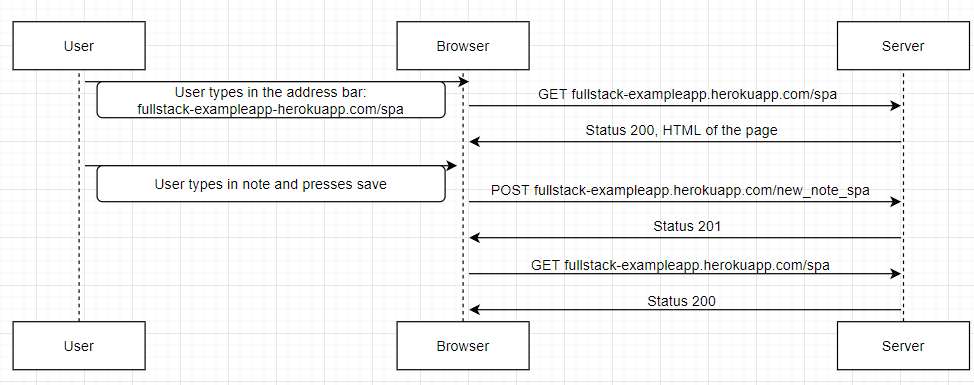 User
Browser
Server
User types in the address bar:
fullstack-exampleapp-herokuapp.com/spa
GET fullstack-exampleapp.herokuapp.com/spa
Status 200, HTML of the page
User types in note and presses save
POST fullstack-exampleapp.herokuapp.com/new_note_spa
Status 201
GET fullstack-exampleapp.herokuapp.com/spa
Status 200
User
Browser
Server